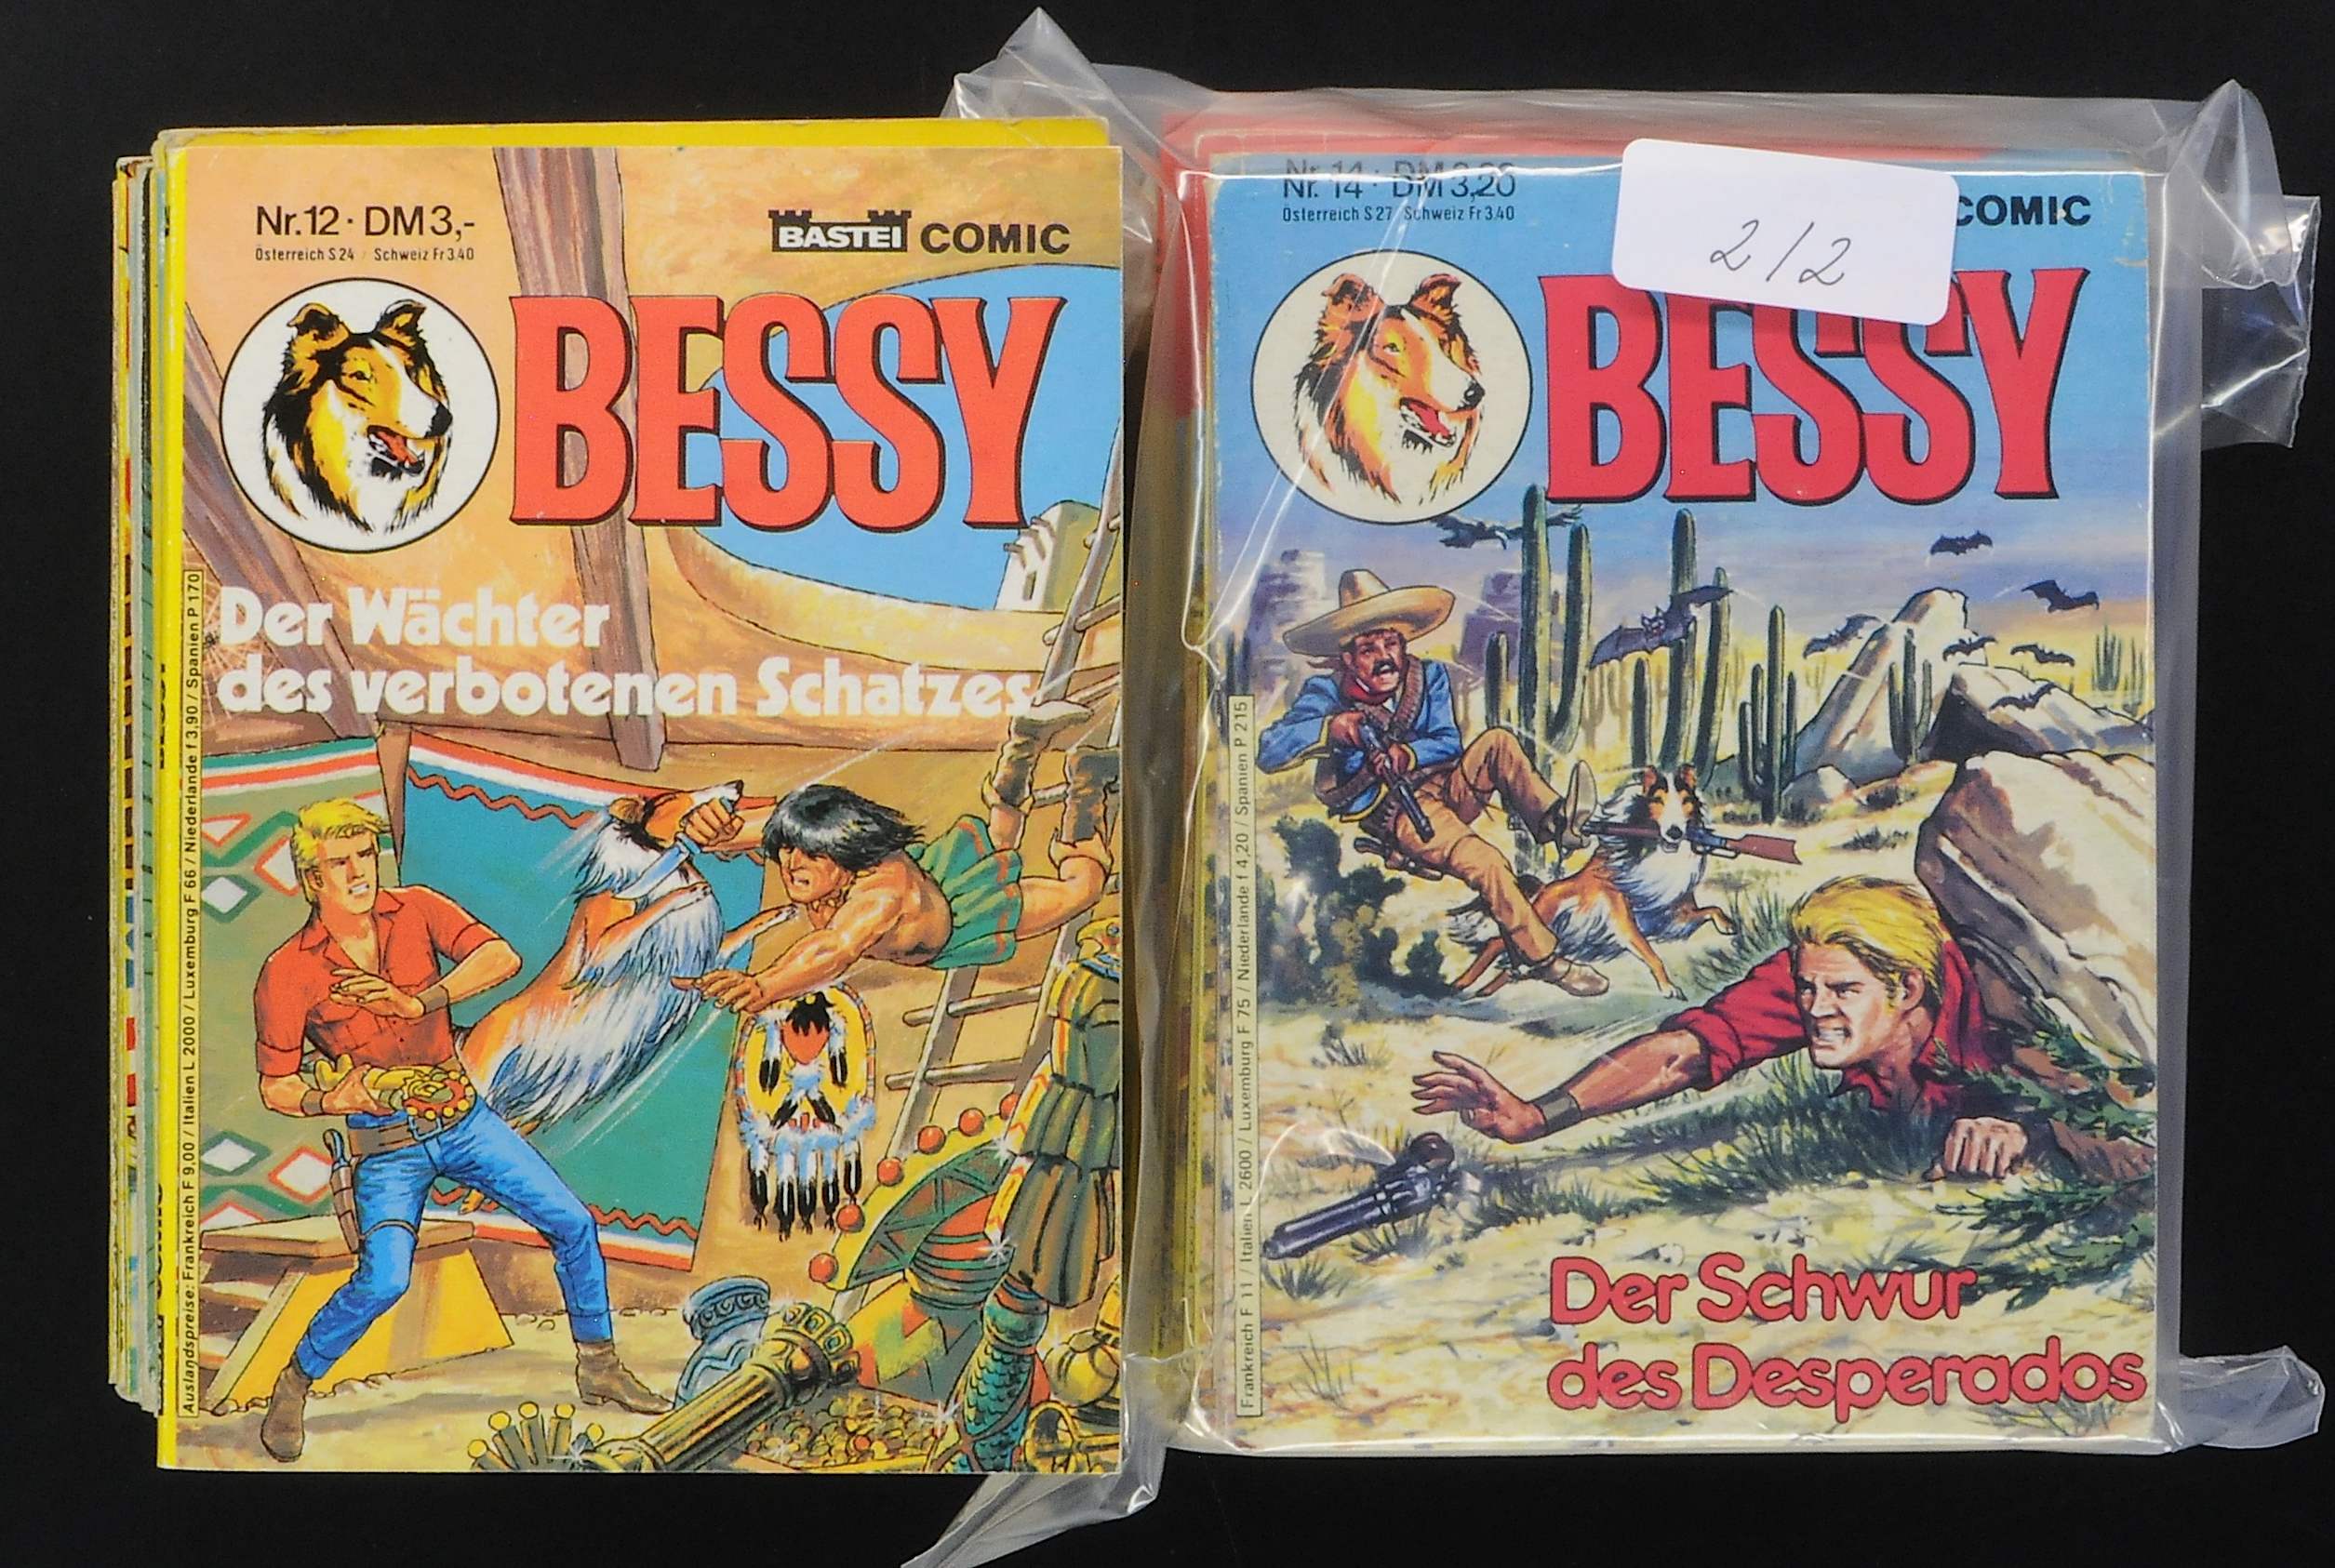 Nr.12 · DM 3,-
Österreich S 24 / Schweiz Fr 3.40
BASTEI COMIC
BESSY
Der Wächter
des verbotenen Schatzes
Auslandspreise: Frankreich F 9,00 / Italien L 2000 / Luxemburg F 66 / Niederlande f 3,90 / Spanien P 170
Nr. 14 · DM 3,20
Österreich S 27 / Schweiz Fr 3.40
COMIC
2/2
BESSY
Frankreich F 11 / Italien L 2600 / Luxemburg F 75 / Niederlande f 4,20 / Spanien P 215
Der Schwur
des Desperados